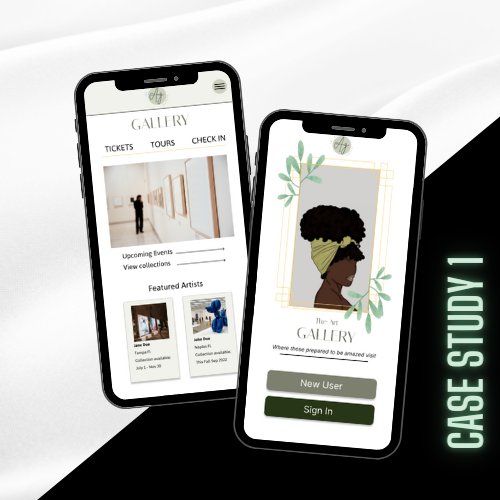 GALLERY
TICKETS TOURS CHECK IN
Upcoming Events
View collections
Featured Artists
John Doe
Tampa FL
Collection available:
July 1 - Nov 30
John Doe
Naples FL
Collection available:
This Fall Sep 2022
The Art
GALLERY
Where those prepared to be amazed visit
New User
Sign In
CASE STUDY 1